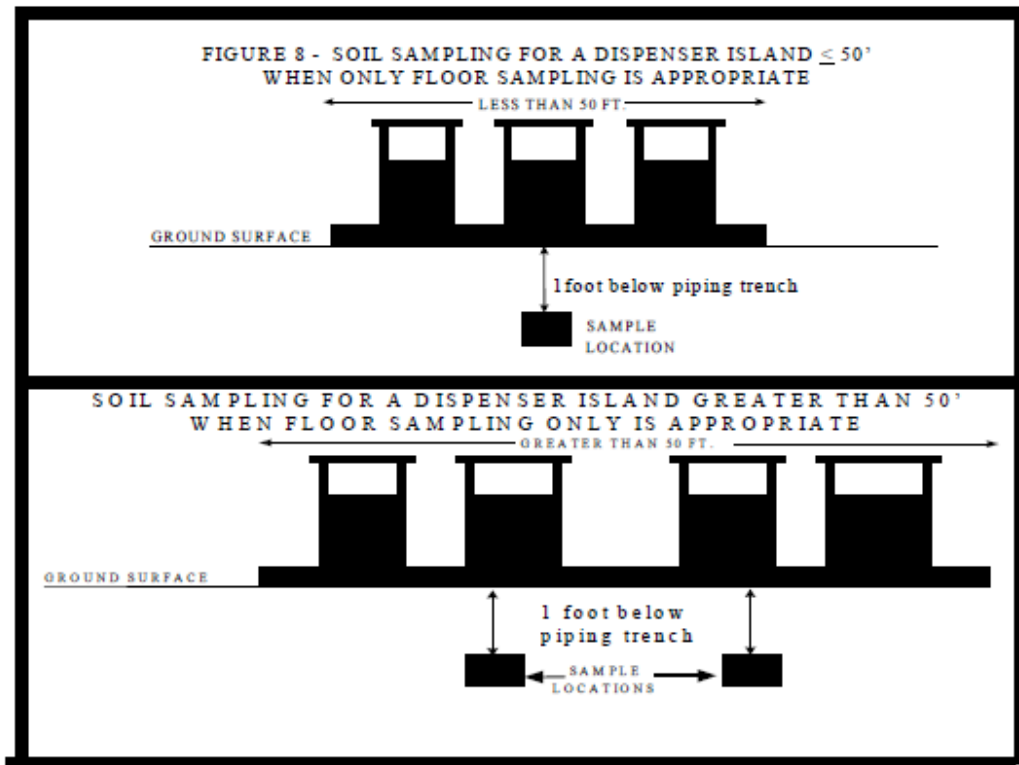 FIGURE 8 - SOIL SAMPLING FOR A DISPENSER ISLAND ≤ 50'
WHEN ONLY FLOOR SAMPLING IS APPROPRIATE
LESS THAN 50 FT.
GROUND SURFACE
1foot below piping trench
SAMPLE
LOCATION
SOIL SAMPLING FOR A DISPENSER ISLAND GREATER THAN 50'
WHEN FLOOR SAMPLING ONLY IS APPROPRIATE
GREATER THAN 50 FT.
GROUND SURFACE
1 foot below
piping trench
SAMPLE
LOCATIONS